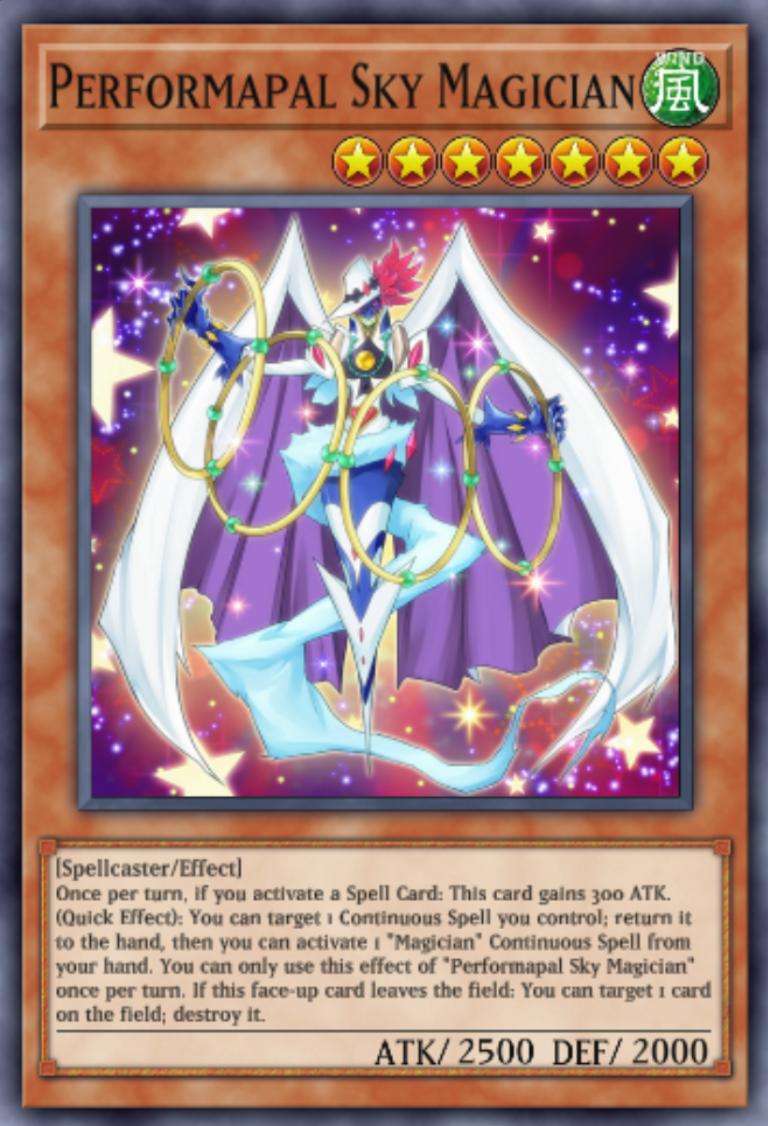 PERFORMAPAL SKY MAGICIAN
WIND
風
[Spellcaster/Effect]
Once per turn, if you activate a Spell Card: This card gains 300 ATK.
(Quick Effect): You can target 1 Continuous Spell you control; return it
to the hand, then you can activate 1 "Magician" Continuous Spell from
your hand. You can only use this effect of "Performapal Sky Magician"
once per turn. If this face-up card leaves the field: You can target 1 card
on the field; destroy it.
ATK/ 2500 DEF/ 2000